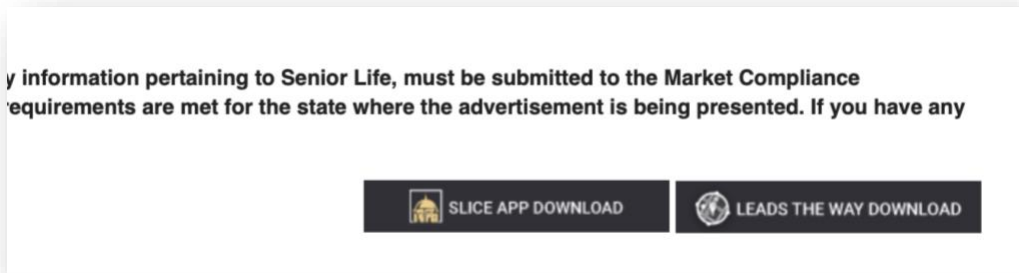 y information pertaining to Senior Life, must be submitted to the Market Compliance
equirements are met for the state where the advertisement is being presented. If you have any
SLICE APP DOWNLOAD
LEADS THE WAY DOWNLOAD